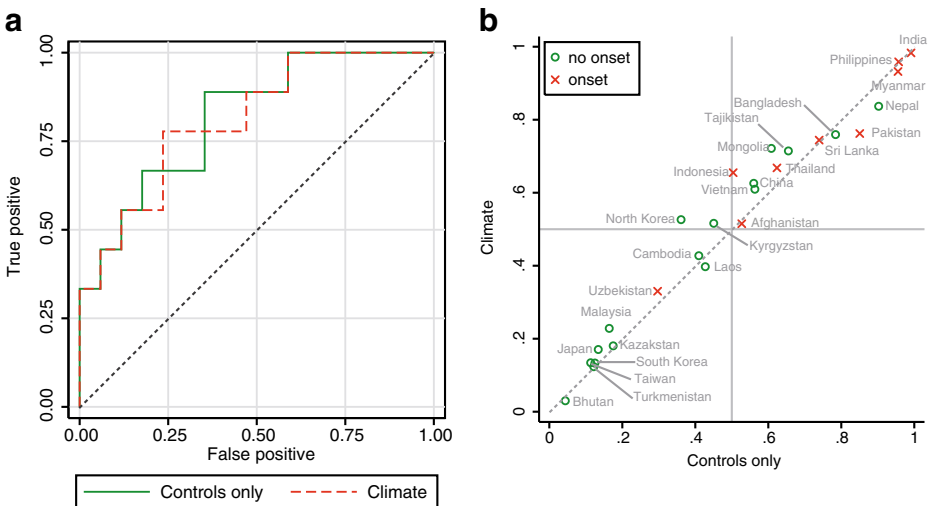 a
1.00
0.75
0.50
0.25
0.00
True positive
0.00 0.25 0.50 0.75 1.00
False positive
Controls only Climate
b
no onset
onset
India
Philippines
Myanmar
Nepal
Bangladesh
Tajikistan
Pakistan
Mongolia
Sri Lanka
Indonesia
Thailand
China
Vietnam
North Korea
Afghanistan
Kyrgyzstan
Cambodia
Laos
Uzbekistan
Malaysia
Japan
Kazakstan
South Korea
Taiwan
Turkmenistan
Bhutan
1
.8
.6
.4
.2
0
Climate
0 .2 .4 .6 .8 1
Controls only